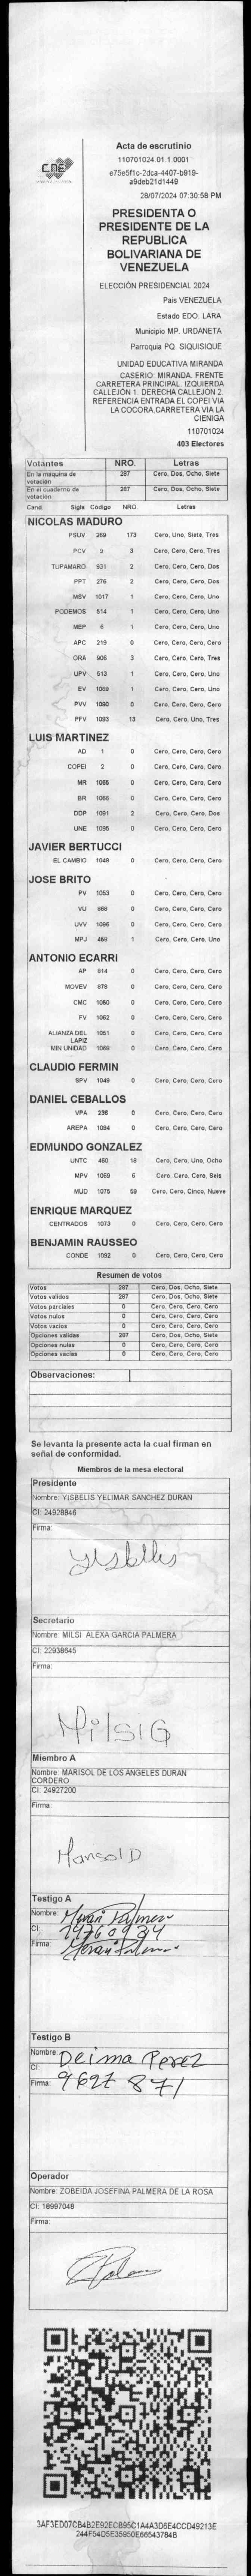 CNE
Acta de escrutinio
110701024.01.1.0001
e75e5f1c-2dca-4407-b919-
a9deb21d1449
28/07/2024 07:30:58 PM
PRESIDENTA O
PRESIDENTE DE LA
REPUBLICA
BOLIVARIANA DE
VENEZUELA
ELECCIÓN PRESIDENCIAL 2024
Pais VENEZUELA
Estado EDO. LARA
Municipio MP. URDANETA
Parroquia PQ. SIQUISIQUE
UNIDAD EDUCATIVA MIRANDA
CASERIO: MIRANDA. FRENTE
CARRETERA PRINCIPAL. IZQUIERDA
CALLEJÓN 1. DERECHA CALLEJÓN 2.
REFERENCIA ENTRADA EL COPEI VIA
LA COCORA,CARRETERA VIA LA
CIENIGA
110701024
403 Electores
Votantes NRO. Letras
En la maquina de votación 287 Cero, Dos, Ocho, Siete
En el cuaderno de votación 287 Cero, Dos, Ocho, Siete
Cand. Sigla Codigo NRO. Letras
NICOLAS MADURO
PSUV 269 173 Cero, Uno, Siete, Tres
PCV 9 3 Cero, Cero, Cero, Tres
TUPAMARO 931 2 Cero, Cero, Cero, Dos
PPT 276 2 Cero, Cero, Cero, Dos
MSV 1017 1 Cero, Cero, Cero, Uno
PODEMOS 514 1 Cero, Cero, Cero, Uno
MEP 6 1 Cero, Cero, Cero, Uno
APC 219 0 Cero, Cero, Cero, Cero
ORA 906 3 Cero, Cero, Cero, Tres
UPV 513 1 Cero, Cero, Cero, Uno
EV 1089 1 Cero, Cero, Cero, Uno
PVV 1090 0 Cero, Cero, Cero, Cero
PFV 1093 13 Cero, Cero, Uno, Tres
LUIS MARTINEZ
AD 1 0 Cero, Cero, Cero, Cero
COPEI 2 0 Cero, Cero, Cero, Cero
MR 1065 0 Cero, Cero, Cero, Cero
BR 1066 0 Cero, Cero, Cero, Cero
DDP 1091 2 Cero, Cero, Cero, Dos
UNE 1095 0 Cero, Cero, Cero, Cero
JAVIER BERTUCCI
EL CAMBIO 1048 0 Cero, Cero, Cero, Cero
JOSE BRITO
PV 1053 0 Cero, Cero, Cero, Cero
VU 868 0 Cero, Cero, Cero, Cero
UVV 1096 0 Cero, Cero, Cero, Cero
MPJ 450 1 Cero, Cero, Cero, Uno
ANTONIO ECARRI
AP 914 0 Cero, Cero, Cero, Cero
MOVEV 878 0 Cero, Cero, Cero, Cero
CMC 1060 0 Cero, Cero, Cero, Cero
FV 1062 0 Cero, Cero, Cero, Cero
ALIANZA DEL LAPIZ 1061 0 Cero, Cero, Cero, Cero
MIN UNIDAD 1069 0 Cero, Cero, Cero, Cero
CLAUDIO FERMIN
SPV 1049 0 Cero, Cero, Cero, Cero
DANIEL CEBALLOS
VPA 236 0 Cero, Cero, Cero, Cero
AREPA 1094 0 Cero, Cero, Cero, Cero
EDMUNDO GONZALEZ
UNTC 460 18 Cero, Cero, Uno, Ocho
MPV 1069 6 Cero, Cero, Cero, Seis
MUD 1075 59 Cero, Cero, Cinco, Nueve
ENRIQUE MARQUEZ
CENTRADOS 1073 0 Cero, Cero, Cero, Cero
BENJAMIN RAUSSEO
CONDE 1092 0 Cero, Cero, Cero, Cero
Resumen de votos
Votos 287 Cero, Dos, Ocho, Siete
Votos validos 287 Cero, Dos, Ocho, Siete
Votos parciales 0 Cero, Cero, Cero, Cero
Votos nulos 0 Cero, Cero, Cero, Cero
Votos vacios 0 Cero, Cero, Cero, Cero
Opciones validas 287 Cero, Dos, Ocho, Siete
Opciones nulas 0 Cero, Cero, Cero, Cero
Opciones vacias 0 Cero, Cero, Cero, Cero
Observaciones:
Se levanta la presente acta la cual firman en
señal de conformidad.
Miembros de la mesa electoral
Presidente
Nombre: YISBELIS YELIMAR SANCHEZ DURAN
CI: 24928846
Firma:
yisbelis
Secretario
Nombre: MILSI ALEXA GARCIA PALMERA
CI: 22938645
Firma:
MilsiG
Miembro A
Nombre: MARISOL DE LOS ANGELES DURAN
CORDERO
CI: 24927200
Firma:
MarisolD
Testigo A
Nombre: Palmera
CI:
Firma:
Testigo B
Nombre: Deima Perez
CI:
Firma: 9627 871
Operador
Nombre: ZOBEIDA JOSEFINA PALMERA DE LA ROSA
CI: 18997048
Firma:
3AF3ED07CB4B2E92ECB95C1A4A3D6E4CCD49213E
244F54D5E35950E66543784B